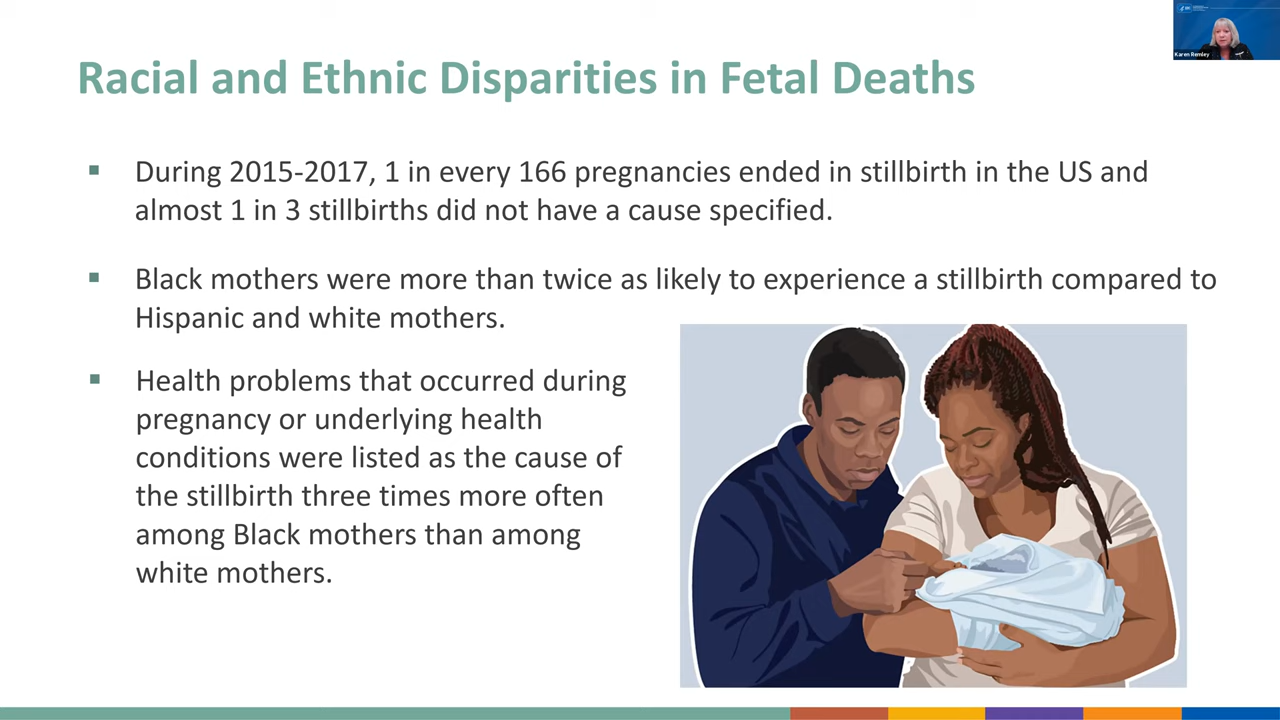 Karen Remley
Racial and Ethnic Disparities in Fetal Deaths
▪ During 2015-2017, 1 in every 166 pregnancies ended in stillbirth in the US and
almost 1 in 3 stillbirths did not have a cause specified.
▪ Black mothers were more than twice as likely to experience a stillbirth compared to
Hispanic and white mothers.
▪ Health problems that occurred during
pregnancy or underlying health
conditions were listed as the cause of
the stillbirth three times more often
among Black mothers than among
white mothers.